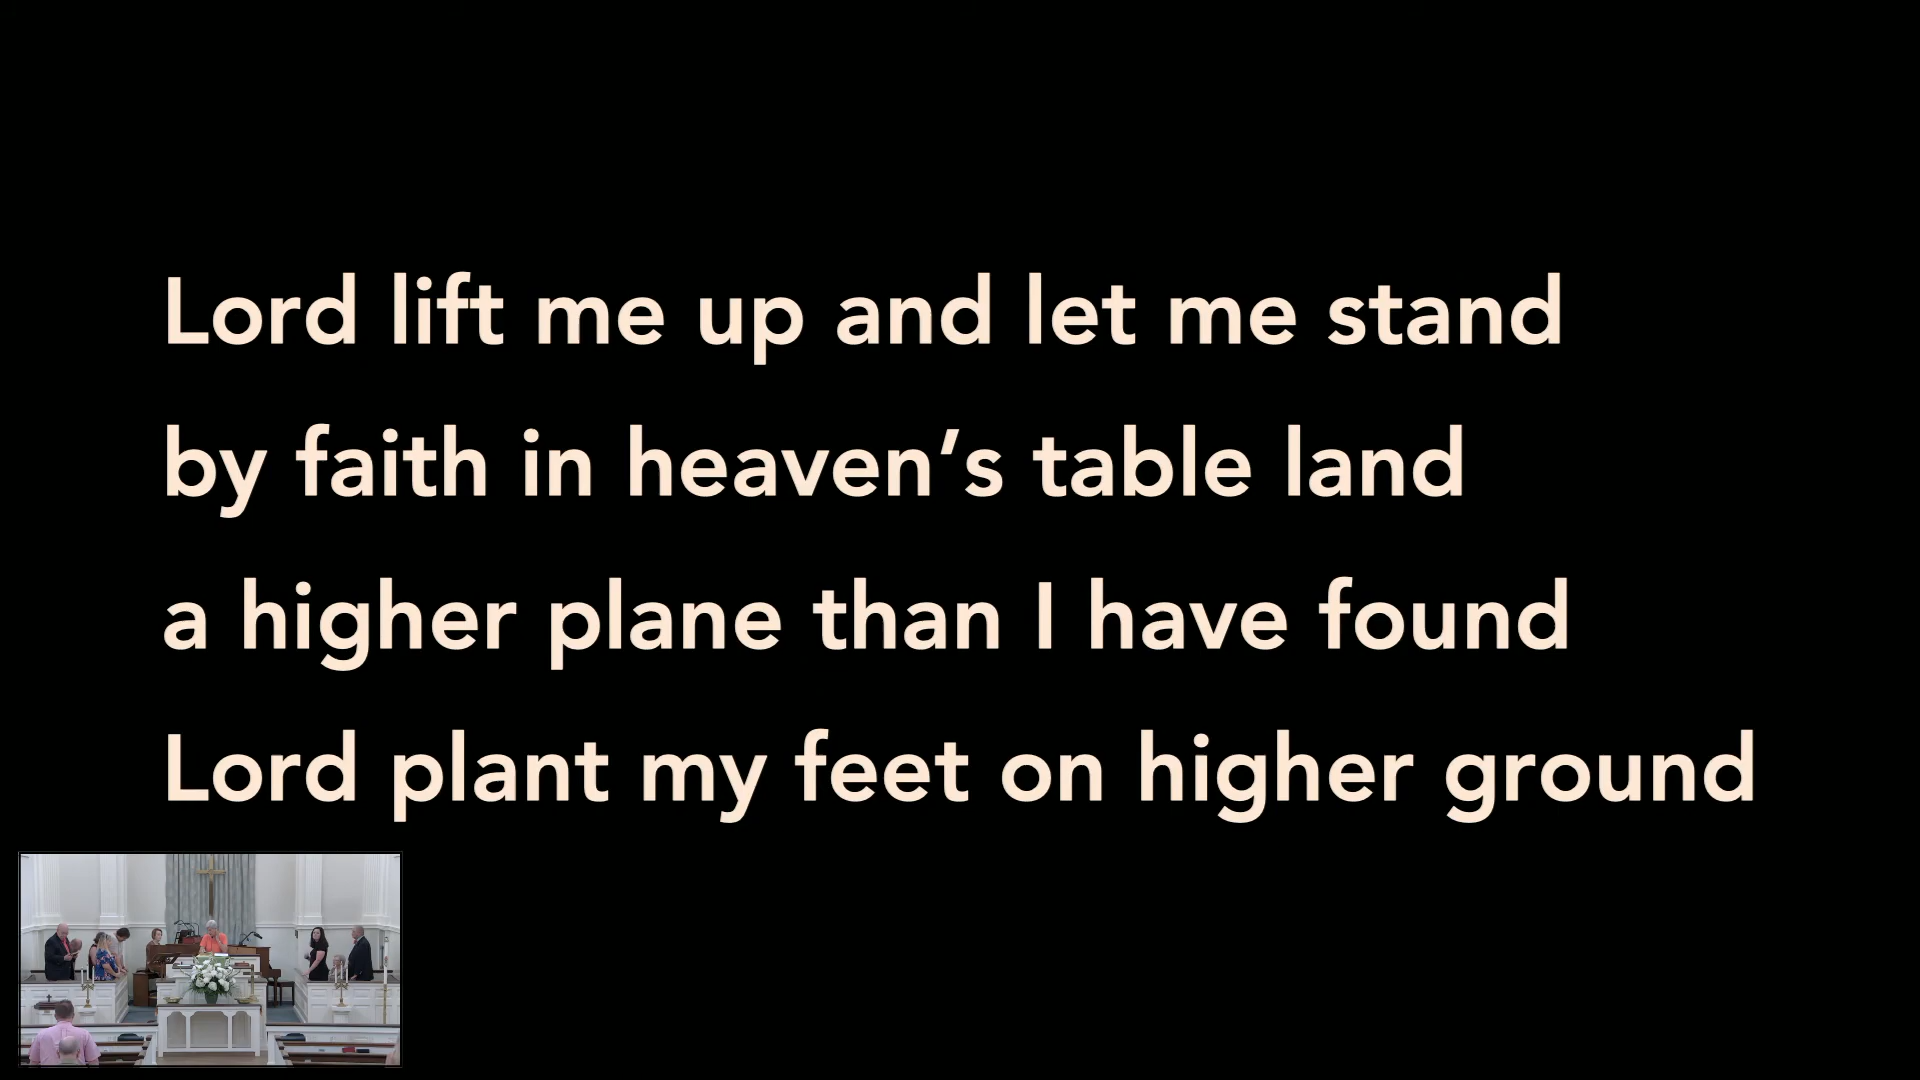 Lord lift me up and let me stand
by faith in heaven’s table land
a higher plane than I have found
Lord plant my feet on higher ground